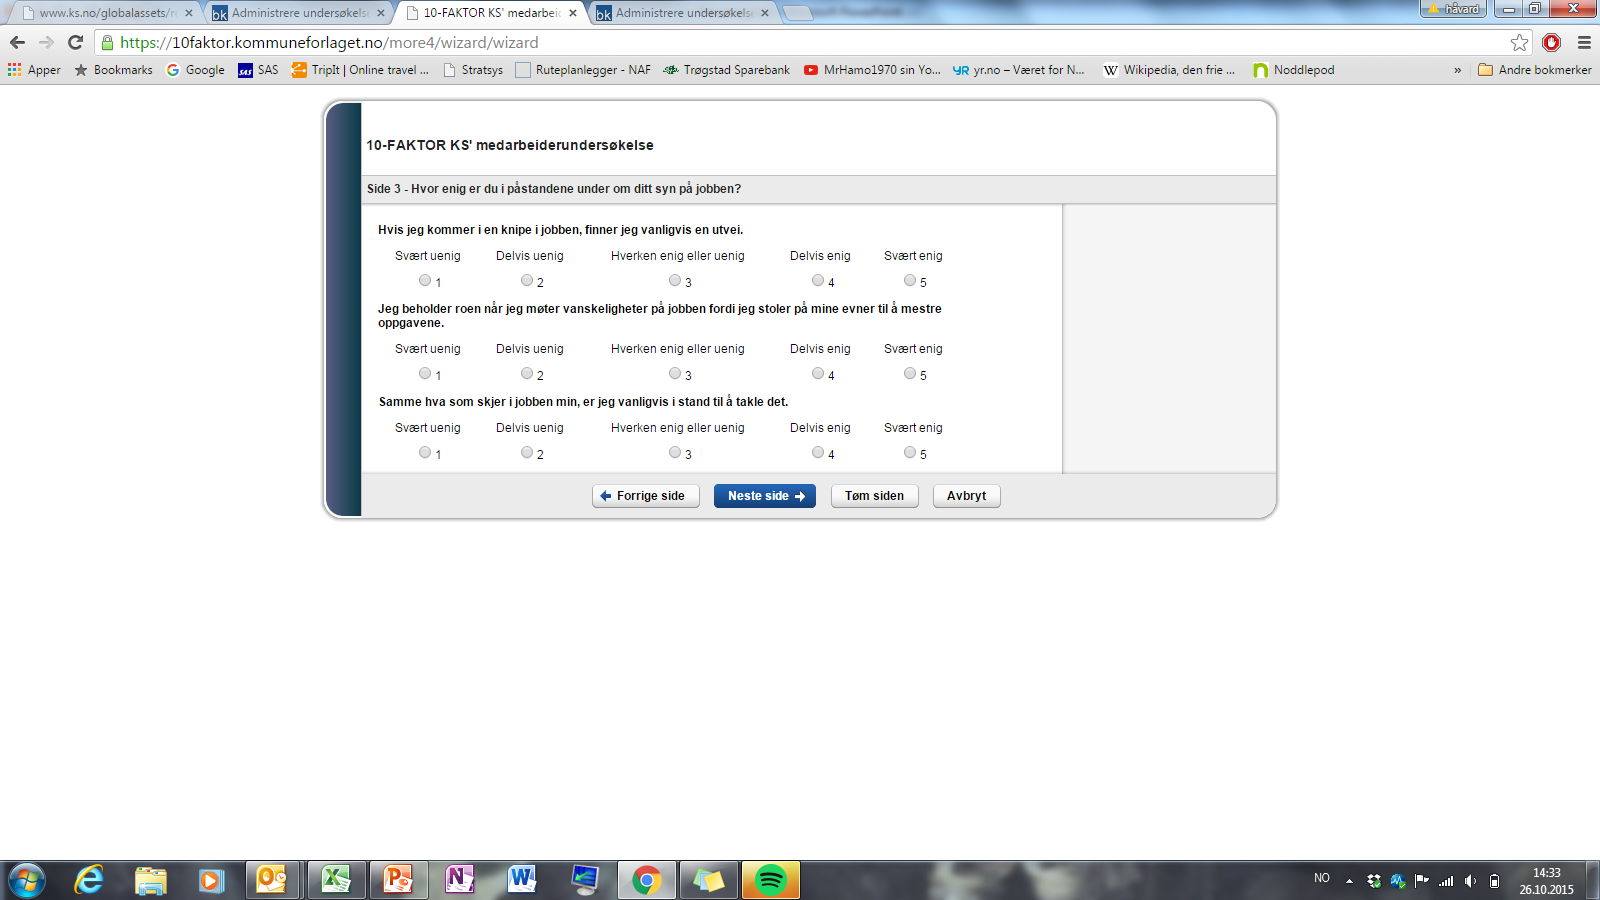 www.ks.no/globalassets/re
Administrere undersøkelse
10-FAKTOR KS' medarbeid
Administrere undersøkelse
håvard
https://10faktor.kommuneforlaget.no/more4/wizard/wizard
Apper Bookmarks Google SAS TripIt | Online travel ... Stratsys Ruteplanlegger - NAF Trøgstad Sparebank MrHamo1970 sin Yo... yr.no – Været for N... Wikipedia, den frie ... Noddlepod » Andre bokmerker
10-FAKTOR KS' medarbeiderundersøkelse
Side 3 - Hvor enig er du i påstandene under om ditt syn på jobben?
Hvis jeg kommer i en knipe i jobben, finner jeg vanligvis en utvei.
Svært uenig Delvis uenig Hverken enig eller uenig Delvis enig Svært enig
1 2 3 4 5
Jeg beholder roen når jeg møter vanskeligheter på jobben fordi jeg stoler på mine evner til å mestre
oppgavene.
Svært uenig Delvis uenig Hverken enig eller uenig Delvis enig Svært enig
1 2 3 4 5
Samme hva som skjer i jobben min, er jeg vanligvis i stand til å takle det.
Svært uenig Delvis uenig Hverken enig eller uenig Delvis enig Svært enig
1 2 3 4 5
Forrige side Neste side Tøm siden Avbryt
NO
14:33
26.10.2015